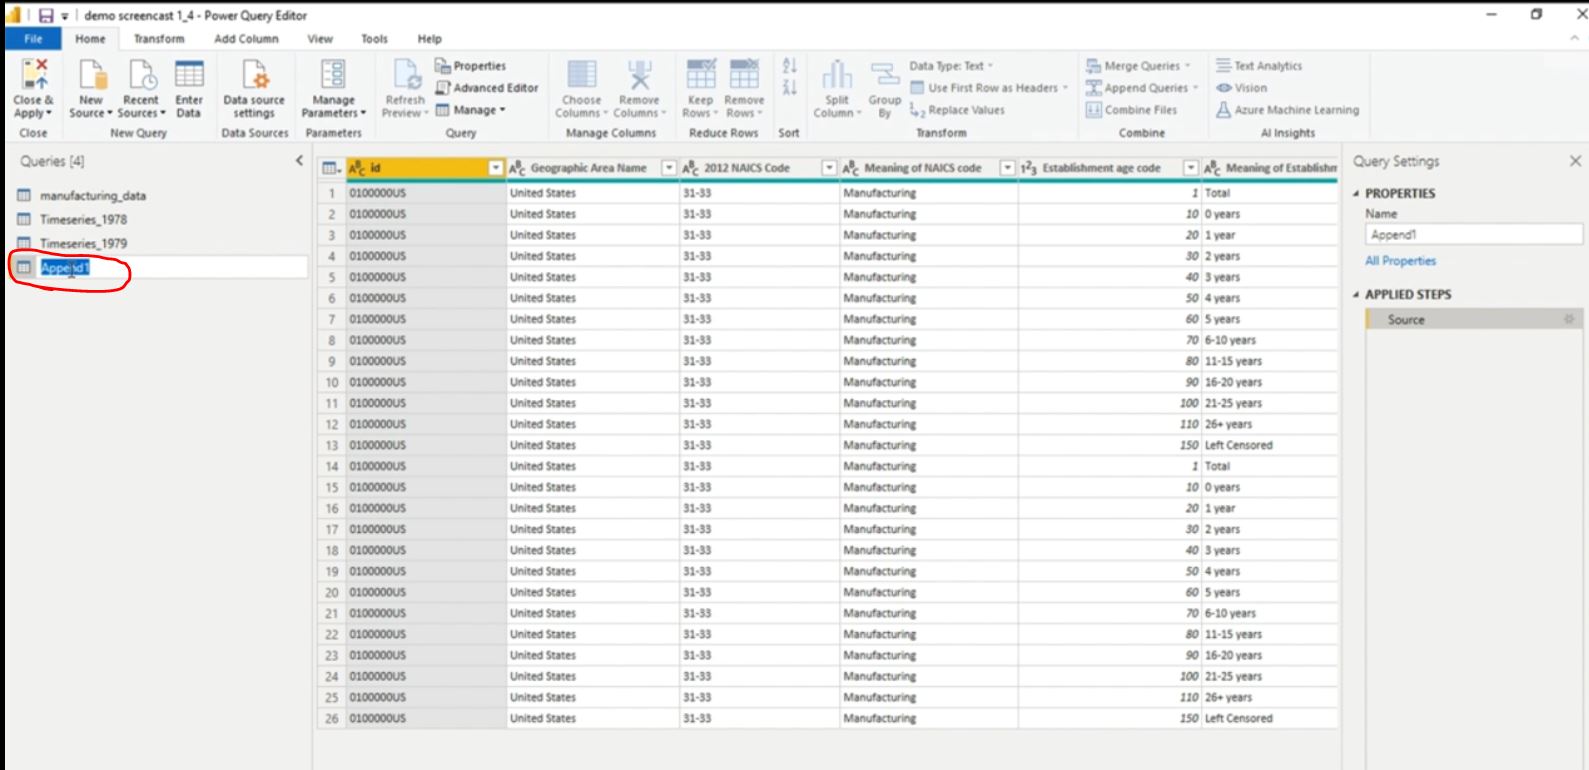 demo screencast 1_4 - Power Query Editor
File Home Transform Add Column View Tools Help
Close & Apply
New Source
Recent Sources
Enter Data
Data source settings
Manage Parameters
Refresh Preview
Properties
Advanced Editor
Manage
Choose Columns
Remove Columns
Keep Rows
Remove Rows
Split Column
Group By
Data Type: Text
Use First Row as Headers
Replace Values
Merge Queries
Append Queries
Combine Files
Text Analytics
Vision
Azure Machine Learning
Close New Query Data Sources Parameters Query Manage Columns Reduce Rows Sort Transform Combine AI Insights
Queries [4]
manufacturing_data
Timeseries_1978
Timeseries_1979
Append1
id Geographic Area Name 2012 NAICS Code Meaning of NAICS code Establishment age code Meaning of Establishm
1 0100000US United States 31-33 Manufacturing 1 Total
2 0100000US United States 31-33 Manufacturing 10 0 years
3 0100000US United States 31-33 Manufacturing 20 1 year
4 0100000US United States 31-33 Manufacturing 30 2 years
5 0100000US United States 31-33 Manufacturing 40 3 years
6 0100000US United States 31-33 Manufacturing 50 4 years
7 0100000US United States 31-33 Manufacturing 60 5 years
8 0100000US United States 31-33 Manufacturing 70 6-10 years
9 0100000US United States 31-33 Manufacturing 80 11-15 years
10 0100000US United States 31-33 Manufacturing 90 16-20 years
11 0100000US United States 31-33 Manufacturing 100 21-25 years
12 0100000US United States 31-33 Manufacturing 110 26+ years
13 0100000US United States 31-33 Manufacturing 150 Left Censored
14 0100000US United States 31-33 Manufacturing 1 Total
15 0100000US United States 31-33 Manufacturing 10 0 years
16 0100000US United States 31-33 Manufacturing 20 1 year
17 0100000US United States 31-33 Manufacturing 30 2 years
18 0100000US United States 31-33 Manufacturing 40 3 years
19 0100000US United States 31-33 Manufacturing 50 4 years
20 0100000US United States 31-33 Manufacturing 60 5 years
21 0100000US United States 31-33 Manufacturing 70 6-10 years
22 0100000US United States 31-33 Manufacturing 80 11-15 years
23 0100000US United States 31-33 Manufacturing 90 16-20 years
24 0100000US United States 31-33 Manufacturing 100 21-25 years
25 0100000US United States 31-33 Manufacturing 110 26+ years
26 0100000US United States 31-33 Manufacturing 150 Left Censored
Query Settings
PROPERTIES
Name
Append1
All Properties
APPLIED STEPS
Source